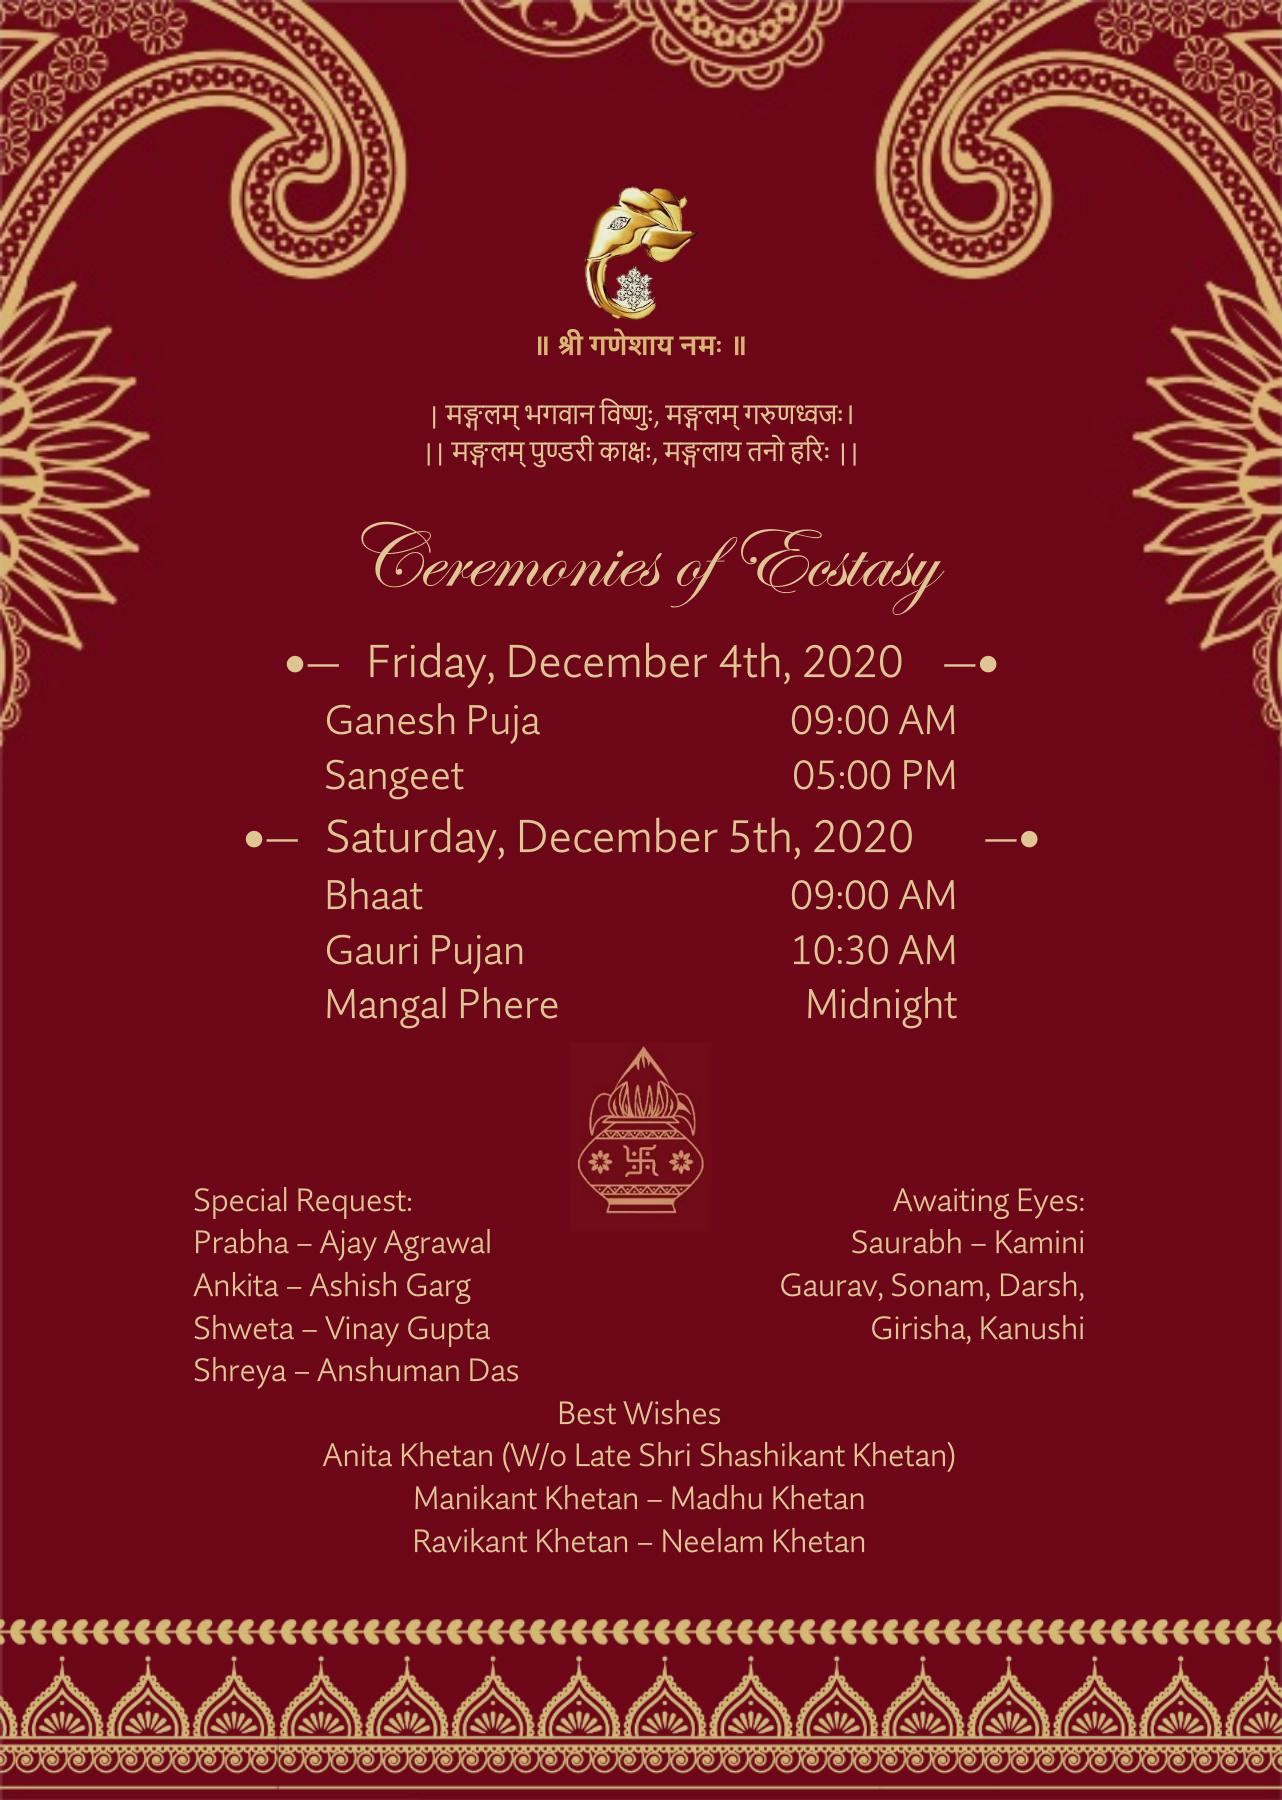 ॥ श्री गणेशाय नमः ॥
| मङ्गलम् भगवान विष्णुः, मङ्गलम् गरुणध्वजः।
|| मङ्गलम् पुण्डरी काक्षः, मङ्गलाय तनो हरिः ||
Ceremonies of Ecstasy
•— Friday, December 4th, 2020 —•
Ganesh Puja 09:00 AM
Sangeet 05:00 PM
•— Saturday, December 5th, 2020 —•
Bhaat 09:00 AM
Gauri Pujan 10:30 AM
Mangal Phere Midnight
Special Request:
Prabha – Ajay Agrawal
Ankita – Ashish Garg
Shweta – Vinay Gupta
Shreya – Anshuman Das
Awaiting Eyes:
Saurabh – Kamini
Gaurav, Sonam, Darsh,
Girisha, Kanushi
Best Wishes
Anita Khetan (W/o Late Shri Shashikant Khetan)
Manikant Khetan – Madhu Khetan
Ravikant Khetan – Neelam Khetan